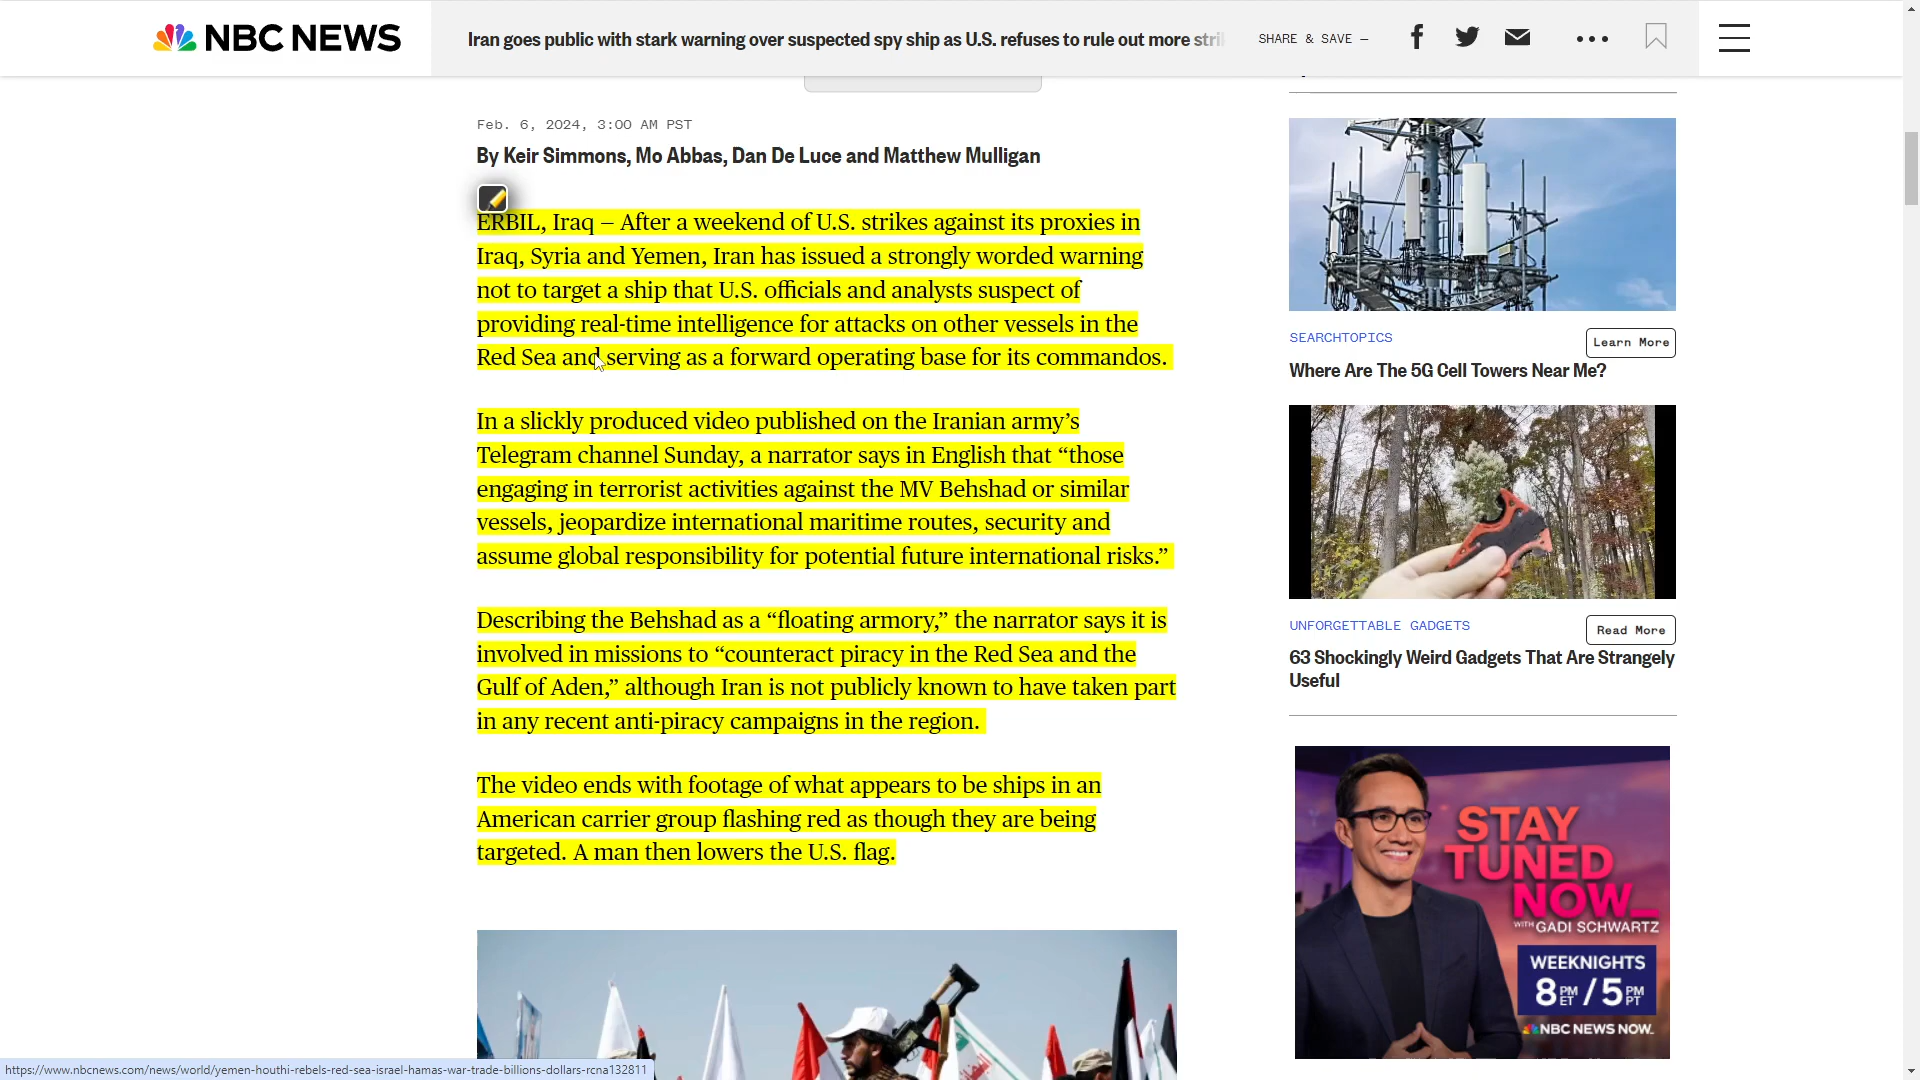 NBC NEWS
Iran goes public with stark warning over suspected spy ship as U.S. refuses to rule out more
SHARE & SAVE —
Feb. 6, 2024, 3:00 AM PST
By Keir Simmons, Mo Abbas, Dan De Luce and Matthew Mulligan
ERBIL, Iraq — After a weekend of U.S. strikes against its proxies in
Iraq, Syria and Yemen, Iran has issued a strongly worded warning
not to target a ship that U.S. officials and analysts suspect of
providing real-time intelligence for attacks on other vessels in the
Red Sea and serving as a forward operating base for its commandos.
In a slickly produced video published on the Iranian army’s
Telegram channel Sunday, a narrator says in English that “those
engaging in terrorist activities against the MV Behshad or similar
vessels, jeopardize international maritime routes, security and
assume global responsibility for potential future international risks.”
Describing the Behshad as a “floating armory,” the narrator says it is
involved in missions to “counteract piracy in the Red Sea and the
Gulf of Aden,” although Iran is not publicly known to have taken part
in any recent anti-piracy campaigns in the region.
The video ends with footage of what appears to be ships in an
American carrier group flashing red as though they are being
targeted. A man then lowers the U.S. flag.
SEARCHTOPICS
Learn More
Where Are The 5G Cell Towers Near Me?
UNFORGETTABLE GADGETS
Read More
63 Shockingly Weird Gadgets That Are Strangely
Useful
STAY
TUNED
NOW_
WITH GADI SCHWARTZ
WEEKNIGHTS
8 PM ET / 5 PM PT
NBC NEWS NOW_
https://www.nbcnews.com/news/world/yemen-houthi-rebels-red-sea-israel-hamas-war-trade-billions-dollars-rcna132811